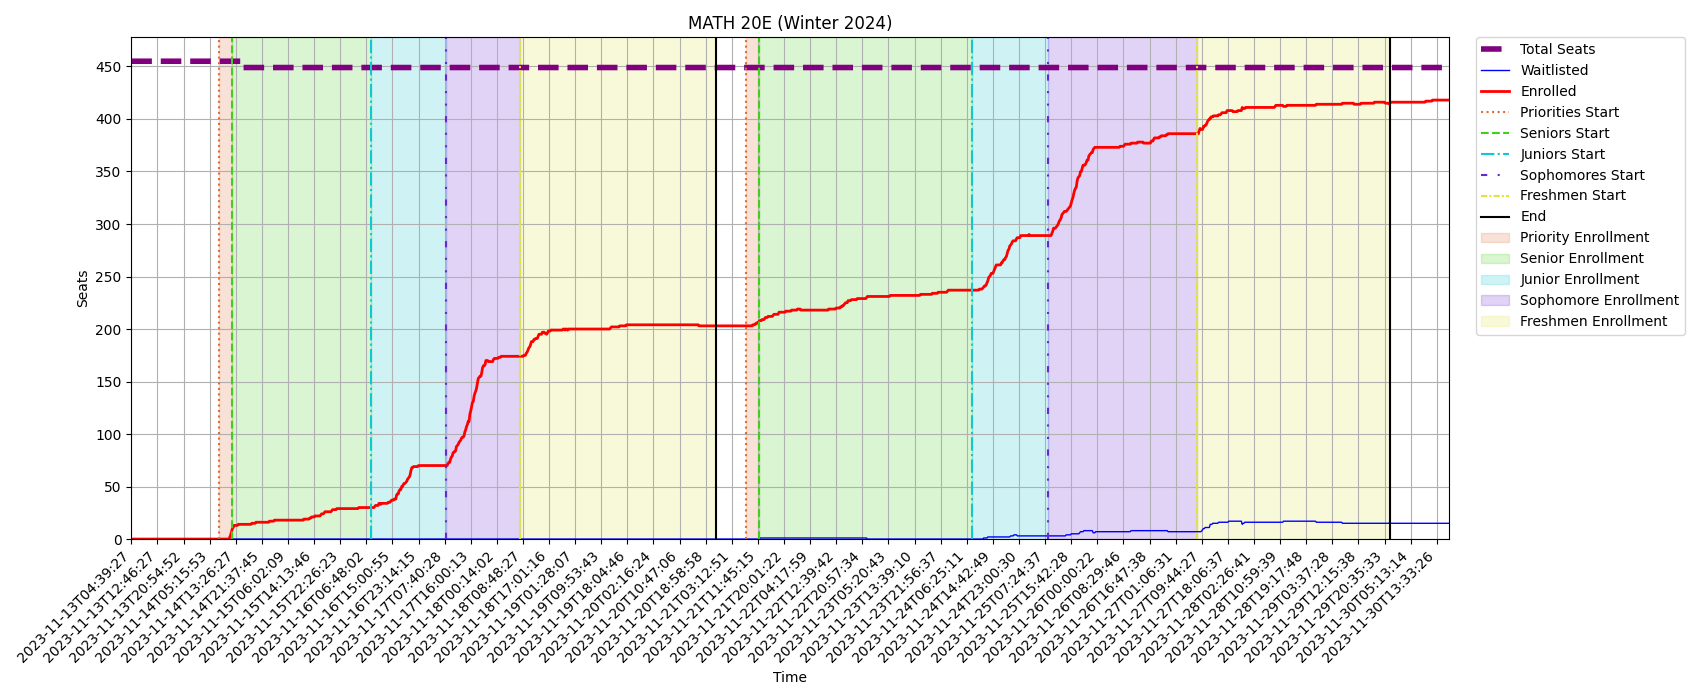 MATH 20E (Winter 2024)
Seats
450
400
350
300
250
200
150
100
50
0
2023-11-13T04:39:27
2023-11-13T12:46:27
2023-11-13T20:54:52
2023-11-14T05:15:53
2023-11-14T13:26:27
2023-11-14T21:37:45
2023-11-15T06:02:09
2023-11-15T14:13:46
2023-11-15T22:26:23
2023-11-16T06:48:02
2023-11-16T15:00:55
2023-11-16T23:14:15
2023-11-17T07:40:28
2023-11-17T16:00:13
2023-11-18T00:14:02
2023-11-18T08:48:27
2023-11-18T17:01:16
2023-11-19T01:28:07
2023-11-19T09:53:43
2023-11-19T18:04:46
2023-11-20T02:16:24
2023-11-20T10:47:06
2023-11-20T18:58:58
2023-11-21T03:12:51
2023-11-21T11:45:15
2023-11-21T20:01:22
2023-11-22T04:17:59
2023-11-22T12:39:42
2023-11-22T20:57:34
2023-11-23T05:20:43
2023-11-23T13:39:10
2023-11-23T21:56:37
2023-11-24T06:25:11
2023-11-24T14:42:49
2023-11-24T23:00:30
2023-11-25T07:24:37
2023-11-25T15:42:28
2023-11-26T00:00:22
2023-11-26T08:29:46
2023-11-26T16:47:38
2023-11-27T01:06:31
2023-11-27T09:44:27
2023-11-27T18:06:37
2023-11-28T02:26:41
2023-11-28T10:59:39
2023-11-28T19:17:48
2023-11-29T03:37:28
2023-11-29T12:15:38
2023-11-29T20:35:33
2023-11-30T05:13:14
2023-11-30T13:33:26
Time
Total Seats
Waitlisted
Enrolled
Priorities Start
Seniors Start
Juniors Start
Sophomores Start
Freshmen Start
End
Priority Enrollment
Senior Enrollment
Junior Enrollment
Sophomore Enrollment
Freshmen Enrollment